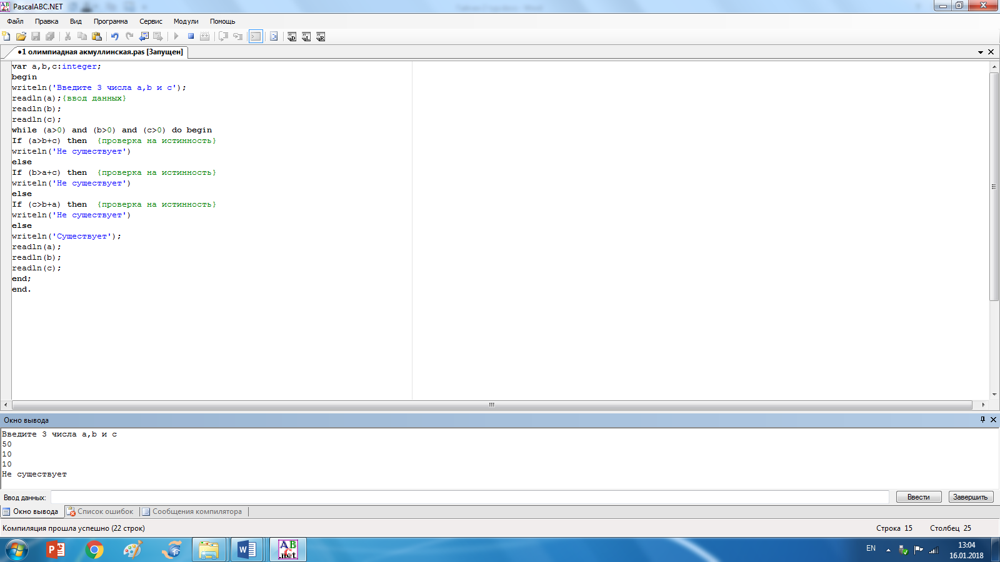 PascalABC.NET
Файл Правка Вид Программа Сервис Модули Помощь
•1 олимпиадная акмуллинская.pas [Запущен]
var a,b,c:integer;
begin
writeln('Введите 3 числа a,b и c');
readln(a);{ввод данных}
readln(b);
readln(c);
while (a>0) and (b>0) and (c>0) do begin
If (a>b+c) then {проверка на истинность}
writeln('Не существует')
else
If (b>a+c) then {проверка на истинность}
writeln('Не существует')
else
If (c>b+a) then {проверка на истинность}
writeln('Не существует')
else
writeln('Существует');
readln(a);
readln(b);
readln(c);
end;
end.
Окно вывода
Введите 3 числа a,b и c
50
10
10
Не существует
Ввод данных: Ввести Завершить
Окно вывода Список ошибок Сообщения компилятора
Компиляция прошла успешно (22 строк) Строка 15 Столбец 25
EN 13:04
16.01.2018